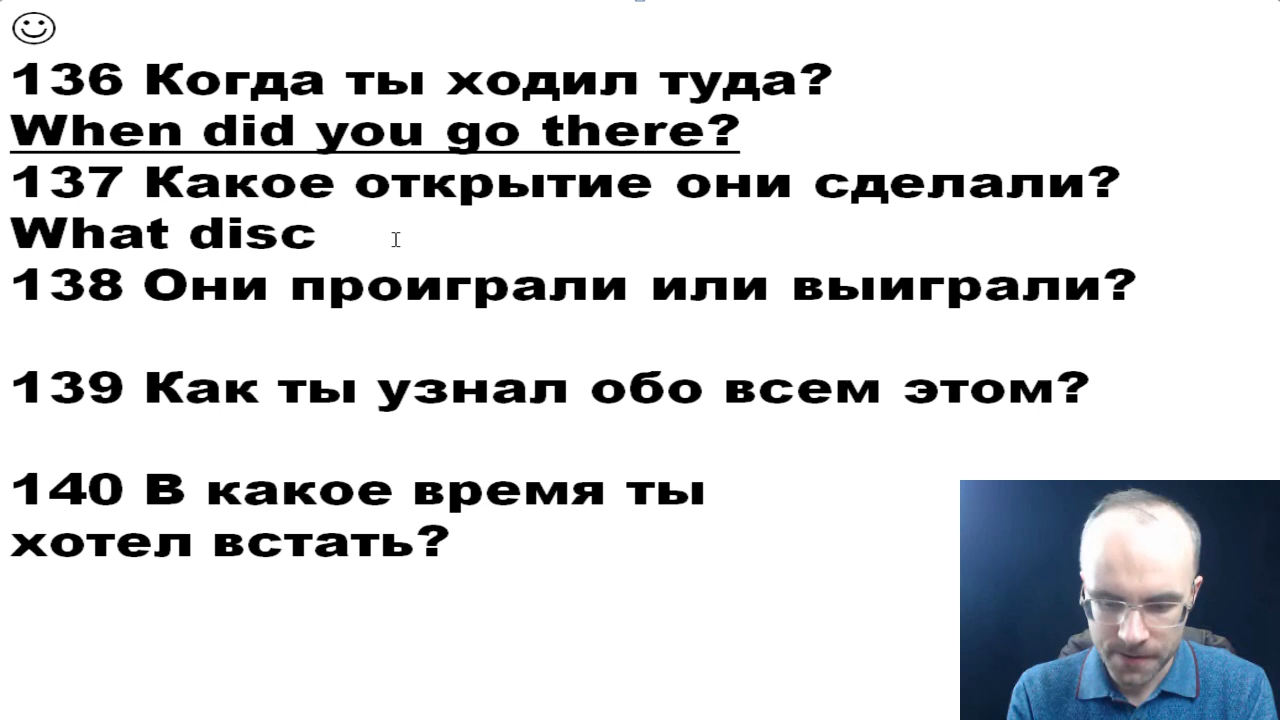 136 Когда ты ходил туда?
When did you go there?
137 Какое открытие они сделали?
What disc
138 Они проиграли или выиграли?
139 Как ты узнал обо всем этом?
140 В какое время ты
хотел встать?